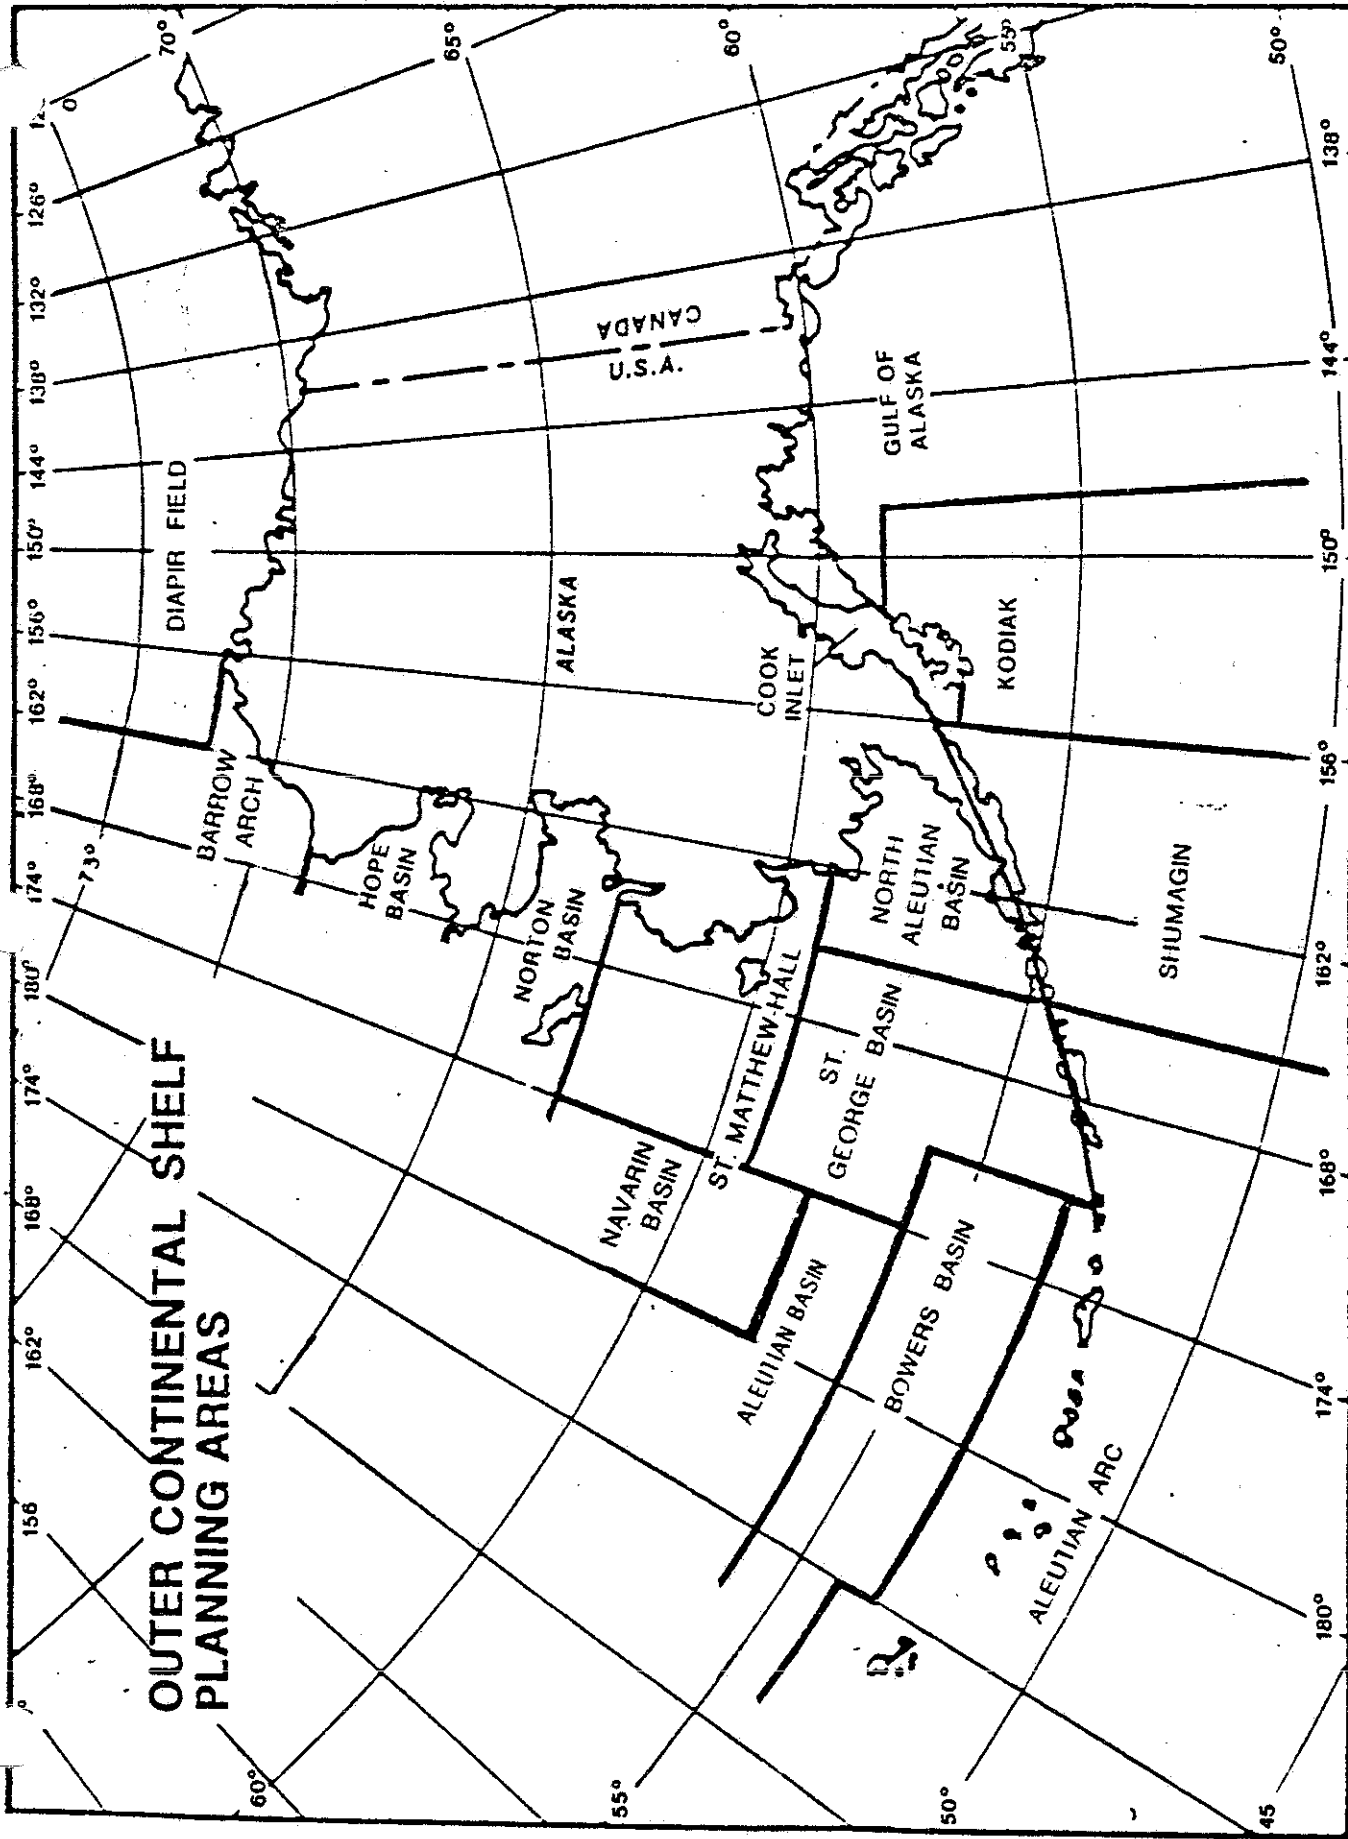 OUTER CONTINENTAL SHELF
PLANNING AREAS
156
162°
168°
174°
180°
174°
168°
162°
156°
150°
144°
138°
132°
126°
73°
70°
65°
60°
55°
50°
60°
55°
50°
45
DIAPIR FIELD
BARROW
ARCH
HOPE
BASIN
NORTON
BASIN
ALASKA
U.S.A.
CANADA
NAVARIN
BASIN
ST. MATTHEW-HALL
ST.
GEORGE BASIN
NORTH
ALEUTIAN
BASIN
COOK
INLET
GULF OF
ALASKA
KODIAK
SHUMAGIN
ALEUTIAN BASIN
BOWERS BASIN
ALEUTIAN ARC
180°
174°
168°
162°
156°
150°
144°
138°